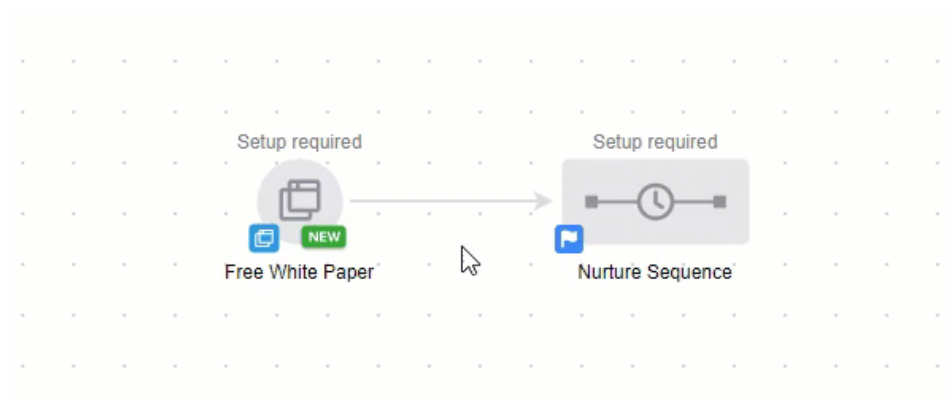 Setup required
Setup required
NEW
Free White Paper
Nurture Sequence